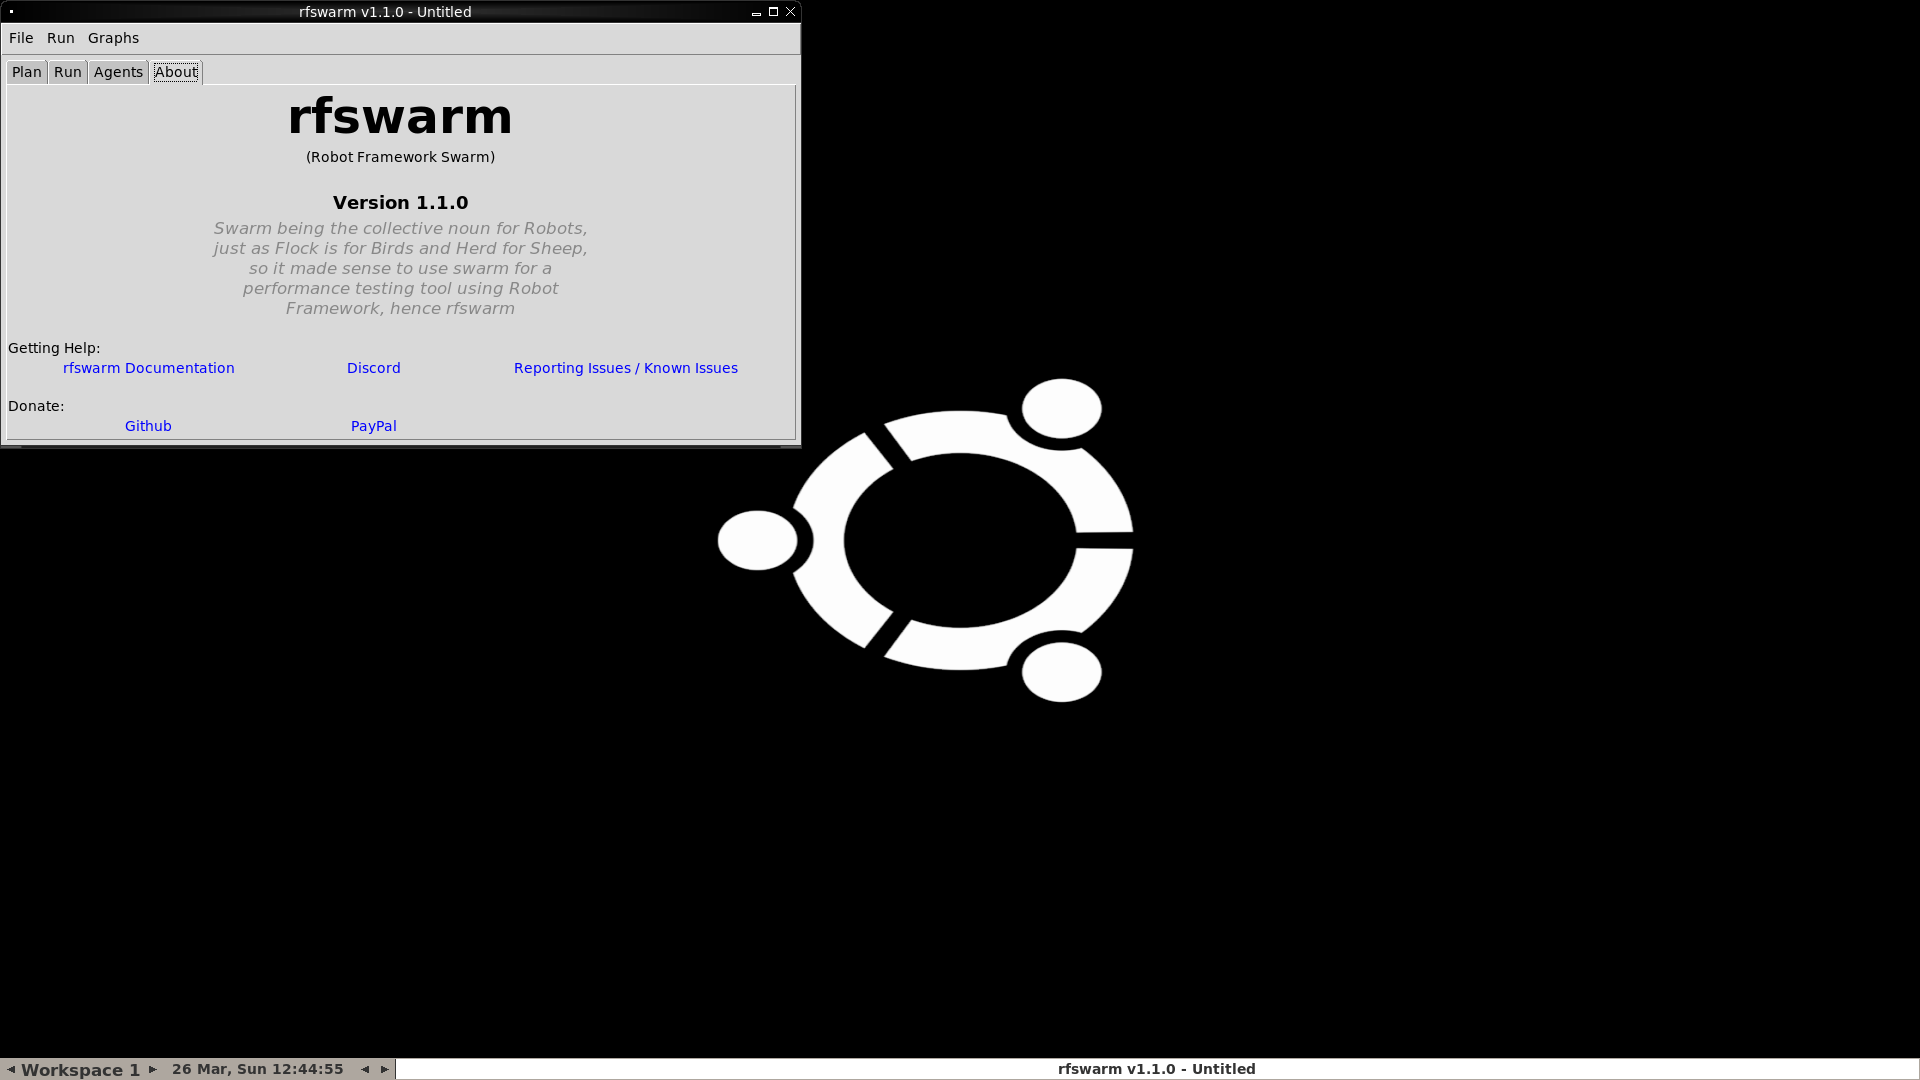 rfswarm v1.1.0 - Untitled
File Run Graphs
Plan Run Agents About
rfswarm
(Robot Framework Swarm)
Version 1.1.0
Swarm being the collective noun for Robots,
just as Flock is for Birds and Herd for Sheep,
so it made sense to use swarm for a
performance testing tool using Robot
Framework, hence rfswarm
Getting Help:
rfswarm Documentation Discord Reporting Issues / Known Issues
Donate:
Github PayPal
Workspace 1 26 Mar, Sun 12:44:55 rfswarm v1.1.0 - Untitled